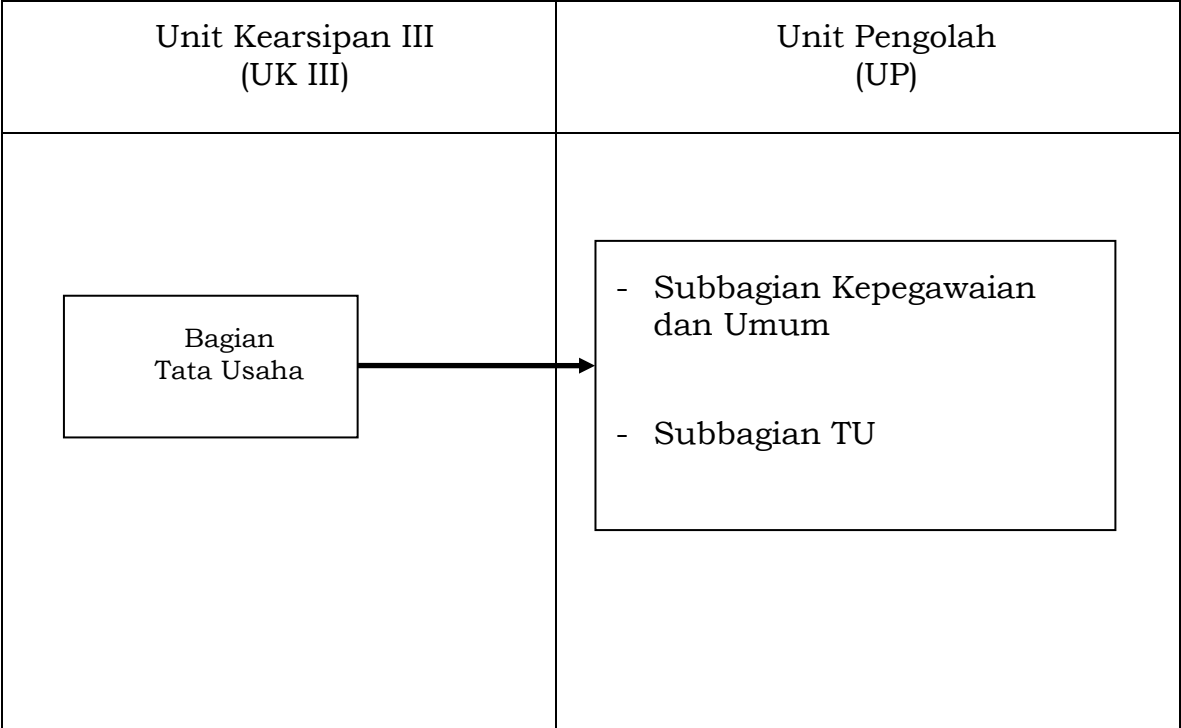 Unit Kearsipan III
(UK III)
Unit Pengolah
(UP)
Bagian
Tata Usaha
- Subbagian Kepegawaian
dan Umum
- Subbagian TU